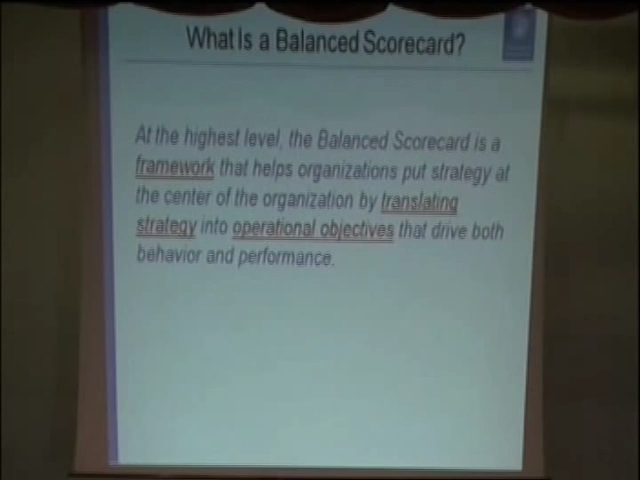 What Is a Balanced Scorecard?
At the highest level, the Balanced Scorecard is a
framework that helps organizations put strategy at
the center of the organization by translating
strategy into operational objectives that drive both
behavior and performance.